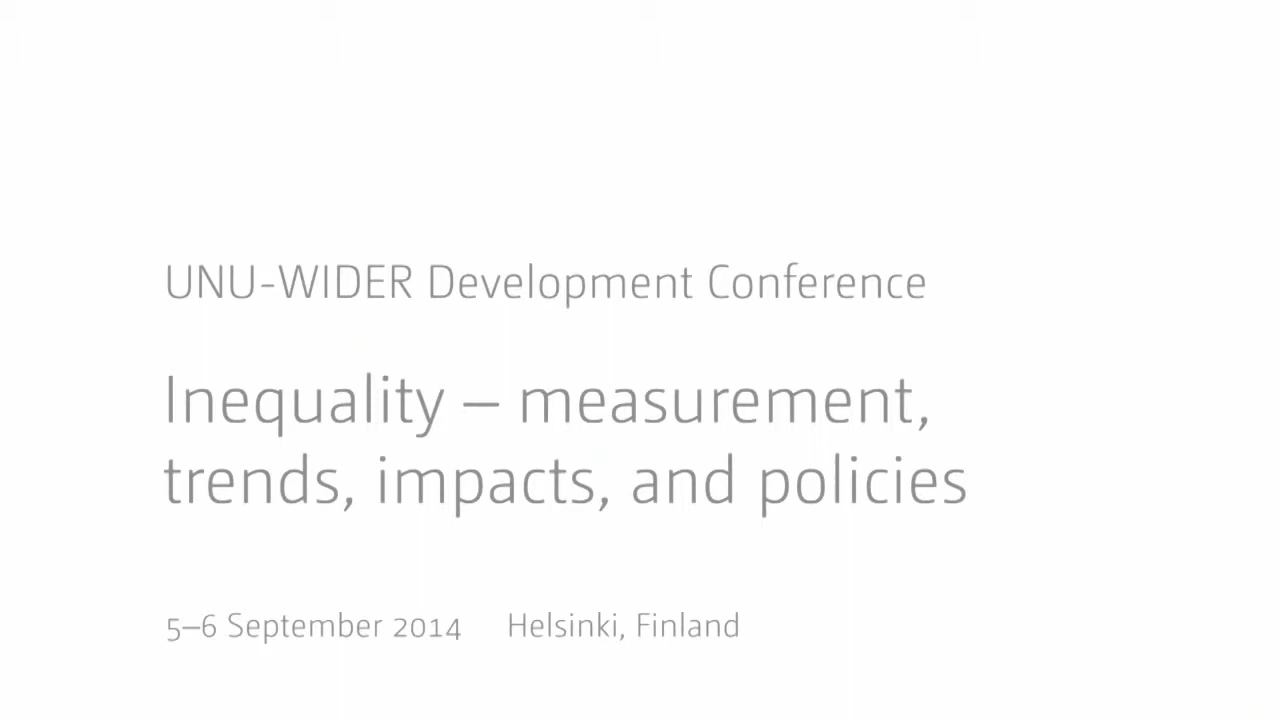 UNU-WIDER Development Conference
Inequality – measurement,
trends, impacts, and policies
5–6 September 2014 Helsinki, Finland